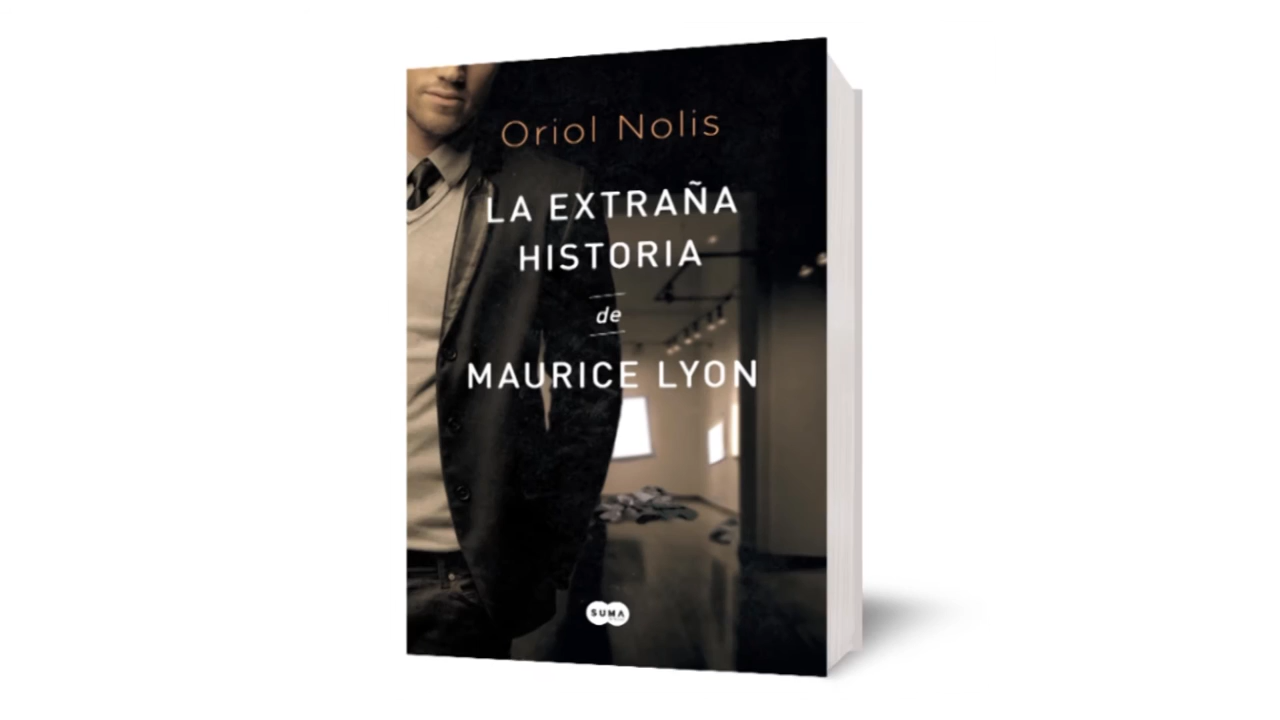 Oriol Nolis
LA EXTRAÑA
HISTORIA
de
MAURICE LYON
SUMA